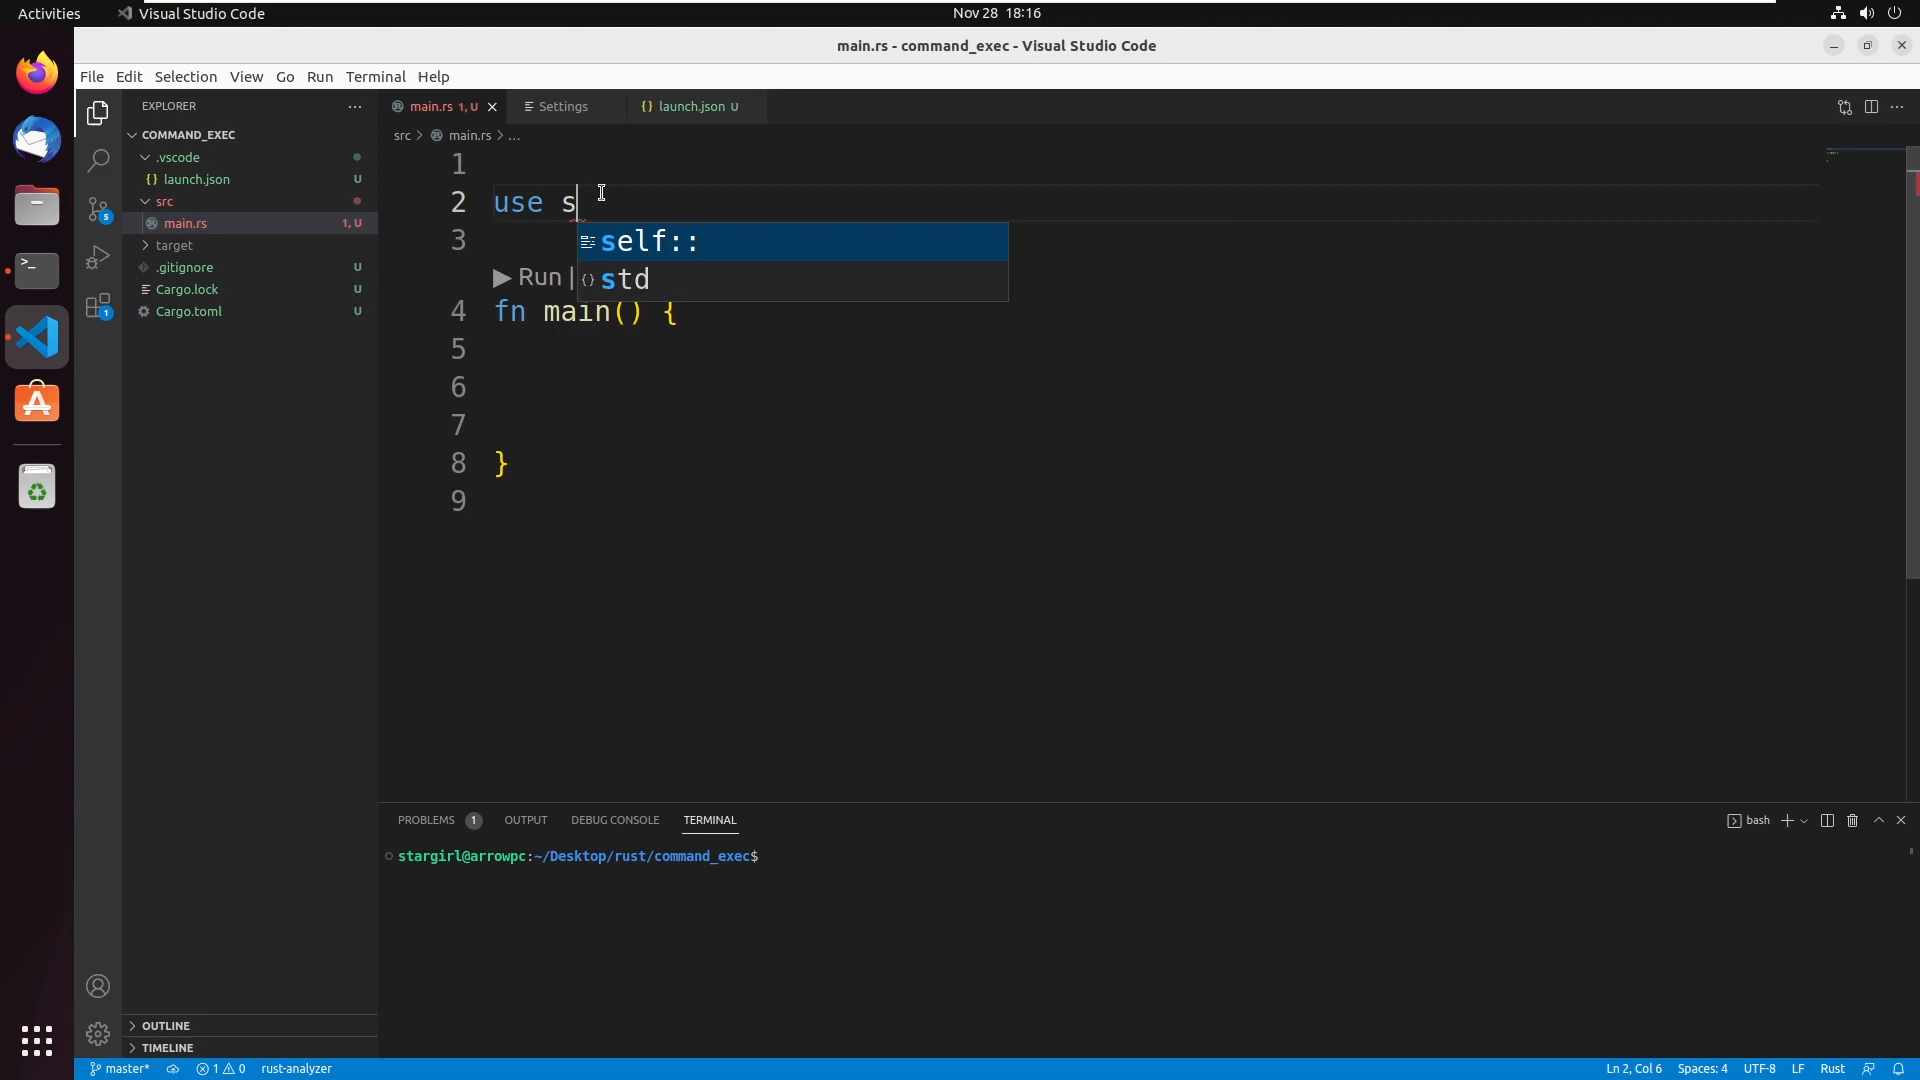 Activities
Visual Studio Code
Nov 28 18:16
main.rs - command_exec - Visual Studio Code
File Edit Selection View Go Run Terminal Help
EXPLORER
main.rs 1, U
Settings
launch.json U
COMMAND_EXEC
src > main.rs > ...
.vscode
launch.json U
src
main.rs 1, U
target
.gitignore U
Cargo.lock U
Cargo.toml U
OUTLINE
TIMELINE
5
1
1
2 use s
self::
std
3
Run |
4 fn main() {
5
6
7
8 }
9
PROBLEMS 1 OUTPUT DEBUG CONSOLE TERMINAL
bash
stargirl@arrowpc:~/Desktop/rust/command_exec$
master* 1 0 rust-analyzer
Ln 2, Col 6 Spaces: 4 UTF-8 LF Rust